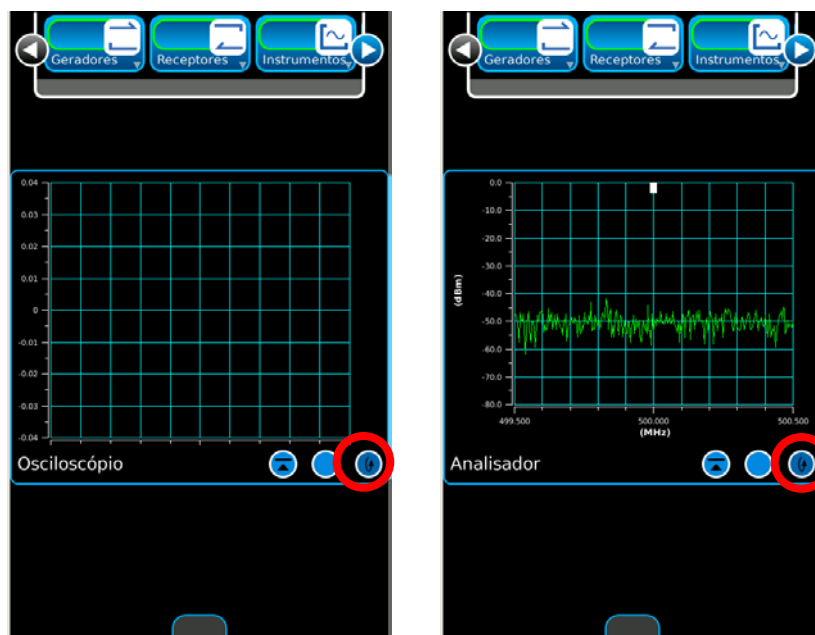 Geradores Receptores Instrumentos
0.04
0.03
0.02
0.01
0
-0.01
-0.02
-0.03
-0.04
Osciloscópio
Geradores Receptores Instrumentos
0.0
-10.0
-20.0
-30.0
-40.0
-50.0
-60.0
-70.0
-80.0
(dBm)
499.500 500.000 500.500
(MHz)
Analisador